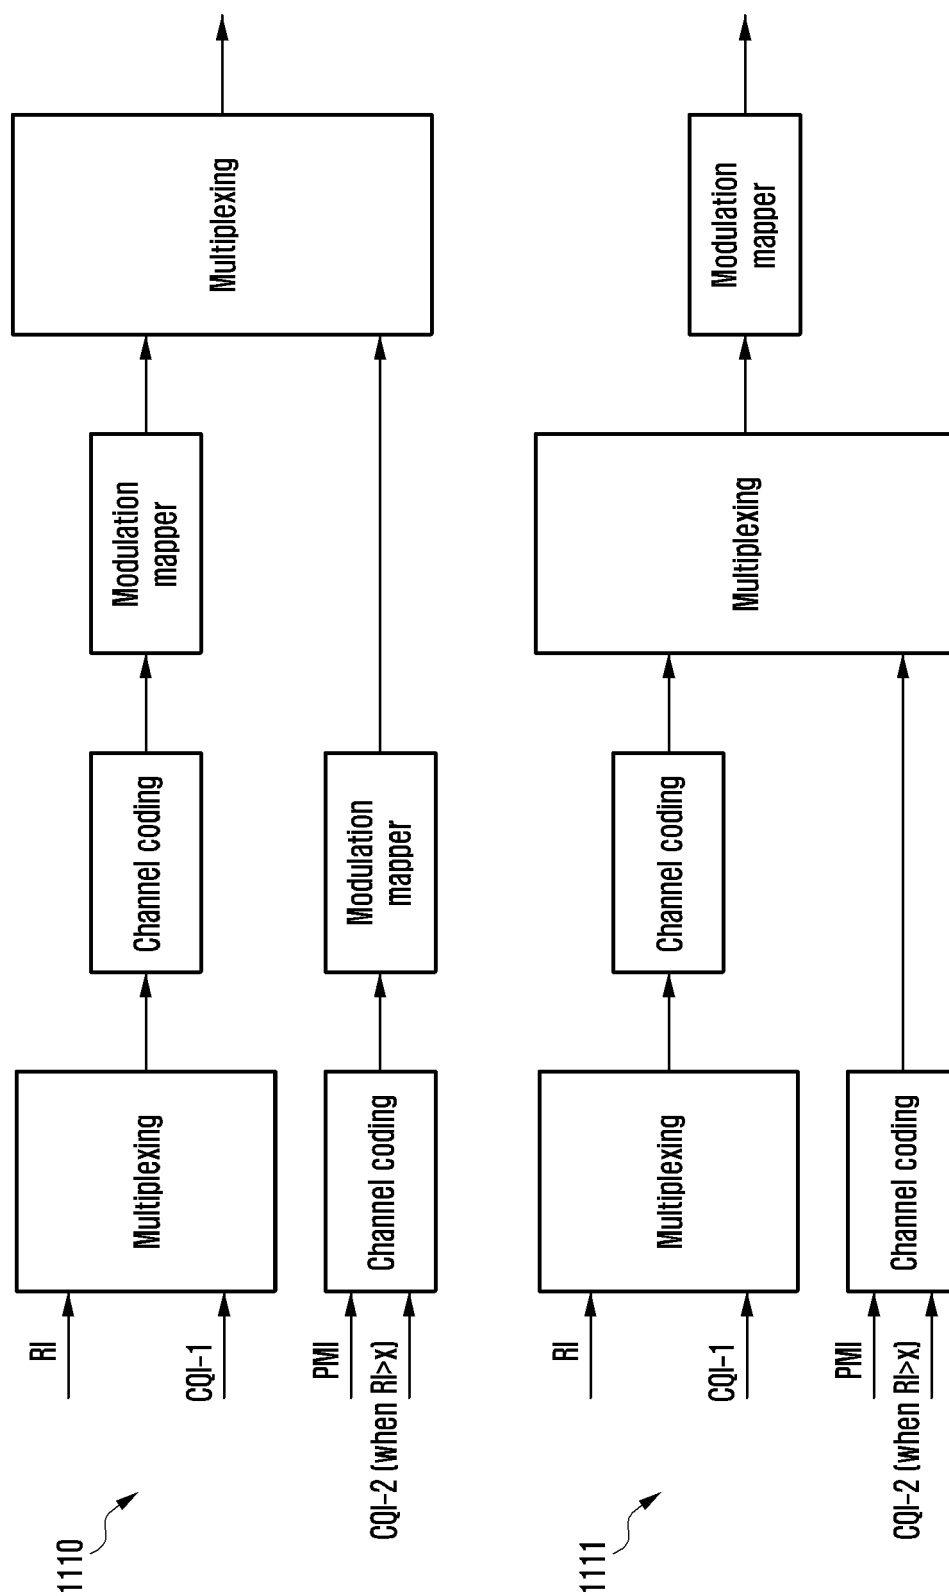 1110
RI
CQI-1
PMI
CQI-2 (when RI>x)
Multiplexing
Channel coding
Channel coding
Modulation
mapper
Modulation
mapper
Multiplexing
1111
RI
CQI-1
PMI
CQI-2 (when RI>x)
Multiplexing
Channel coding
Channel coding
Multiplexing
Modulation
mapper